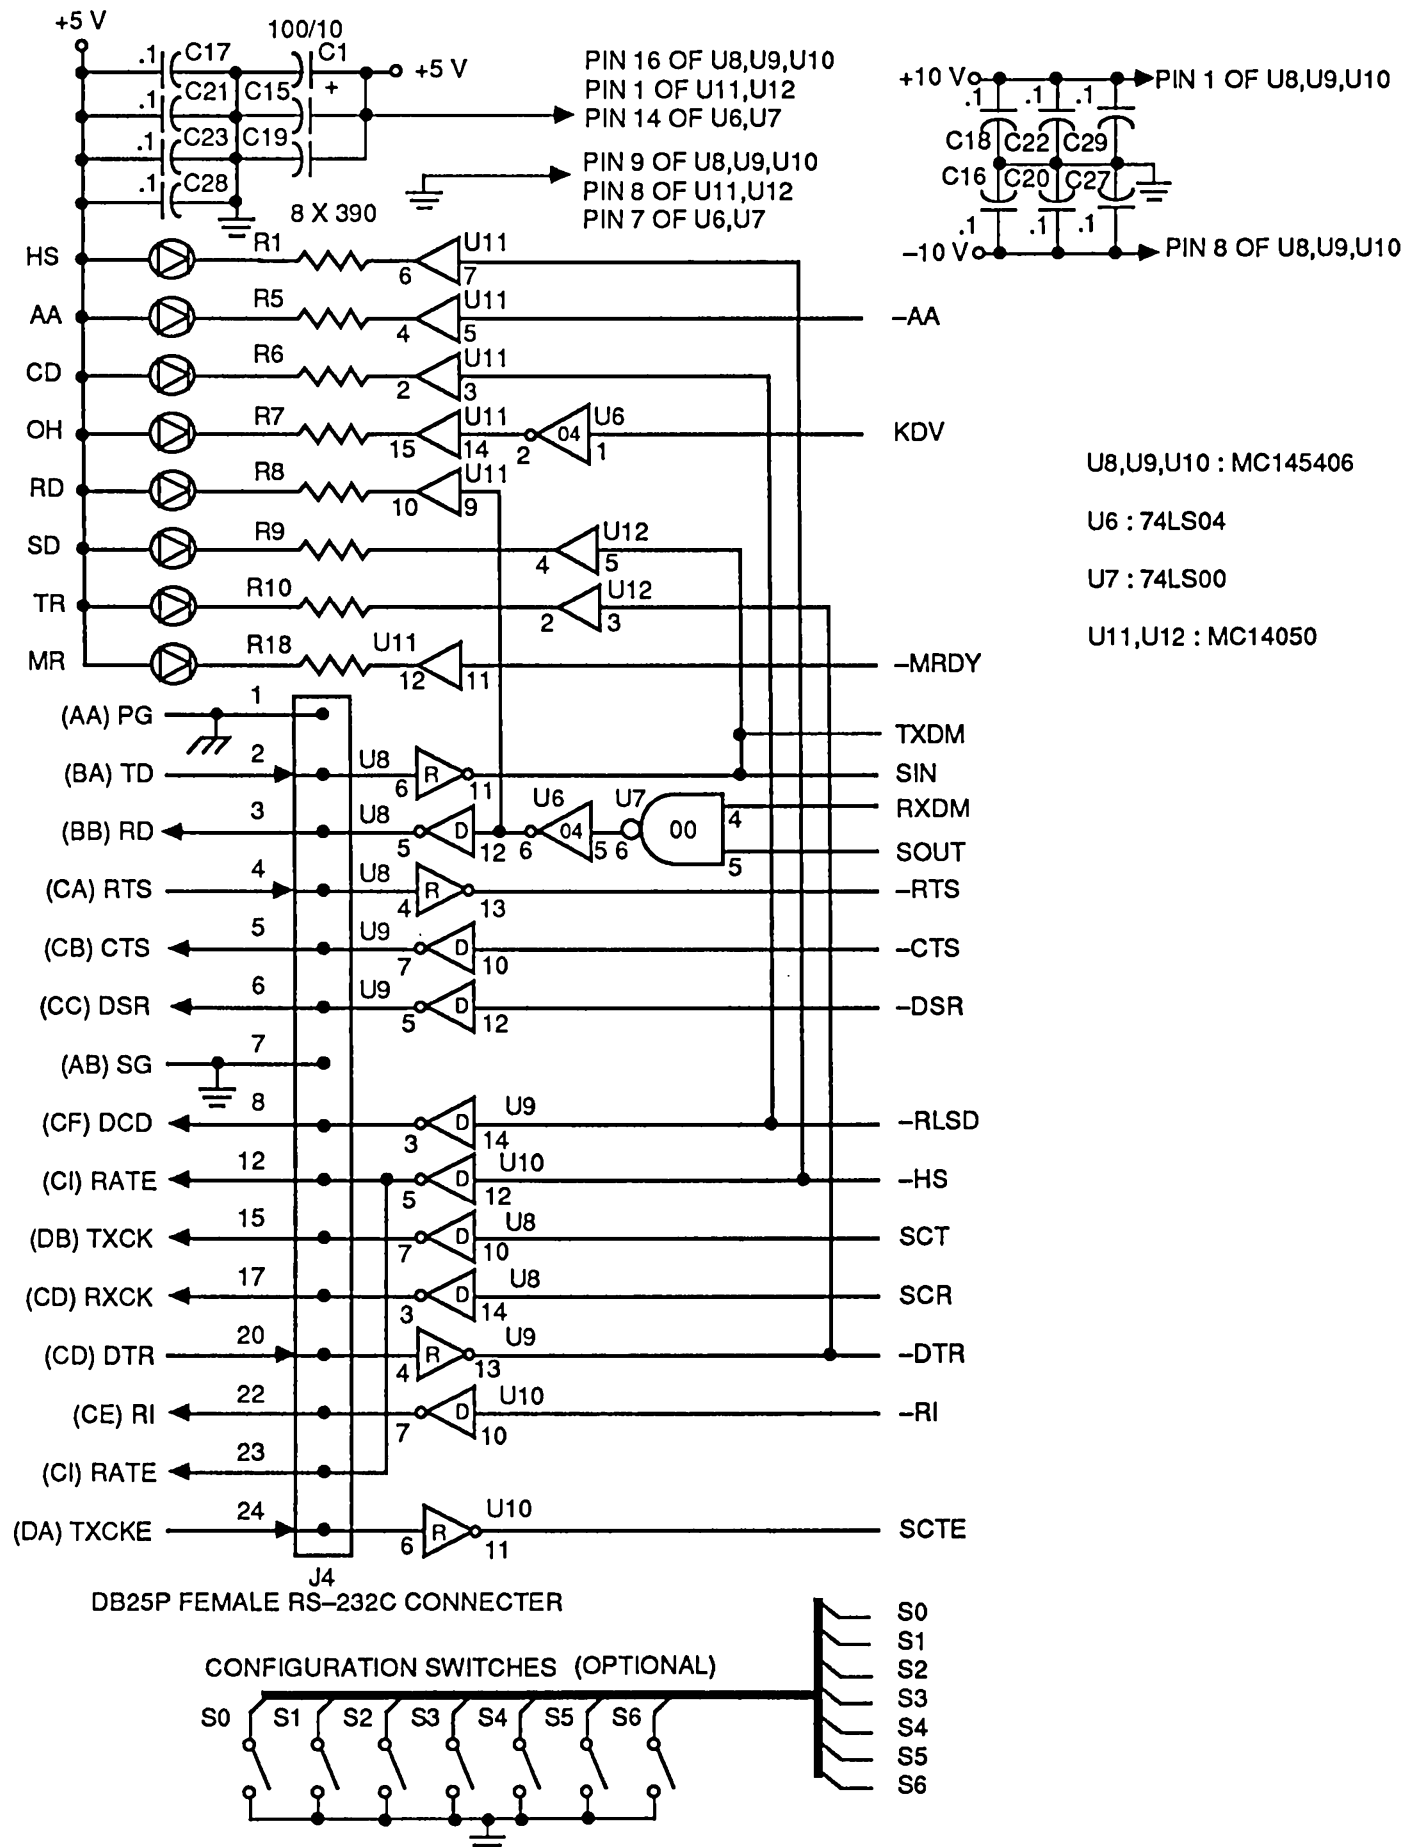 +5 V
100/10
.1 C17 C1 +5 V
+
.1 C21 C15
.1 C23 C19
.1 C28
8 X 390
PIN 16 OF U8,U9,U10
PIN 1 OF U11,U12
PIN 14 OF U6,U7
PIN 9 OF U8,U9,U10
PIN 8 OF U11,U12
PIN 7 OF U6,U7
+10 V PIN 1 OF U8,U9,U10
.1 .1 .1
C18 C22 C29
C16 C20 C27
.1 .1 .1
–10 V PIN 8 OF U8,U9,U10
HS R1 6 U11 7
AA R5 4 U11 5 –AA
CD R6 2 U11 3
OH R7 15 U11 14 2 04 U6 1 KDV
RD R8 10 U11 9
SD R9 4 U12 5
TR R10 2 U12 3
MR R18 U11 12 11 –MRDY
U8,U9,U10 : MC145406
U6 : 74LS04
U7 : 74LS00
U11,U12 : MC14050
(AA) PG 1
TXDM
(BA) TD 2 U8 6 R 11 SIN
(BB) RD 3 U8 5 D 12 6 U6 04 5 6 U7 00 4 RXDM
5 SOUT
(CA) RTS 4 U8 4 R 13 –RTS
(CB) CTS 5 U9 7 D 10 –CTS
(CC) DSR 6 U9 5 D 12 –DSR
(AB) SG 7
(CF) DCD 8 3 D U9 14 –RLSD
(CI) RATE 12 5 D U10 12 –HS
(DB) TXCK 15 7 D U8 10 SCT
(CD) RXCK 17 3 D U8 14 SCR
(CD) DTR 20 4 R U9 13 –DTR
(CE) RI 22 7 D U10 10 –RI
(CI) RATE 23
(DA) TXCKE 24 6 R U10 11 SCTE
J4
DB25P FEMALE RS–232C CONNECTER
CONFIGURATION SWITCHES (OPTIONAL)
S0 S1 S2 S3 S4 S5 S6
S0
S1
S2
S3
S4
S5
S6